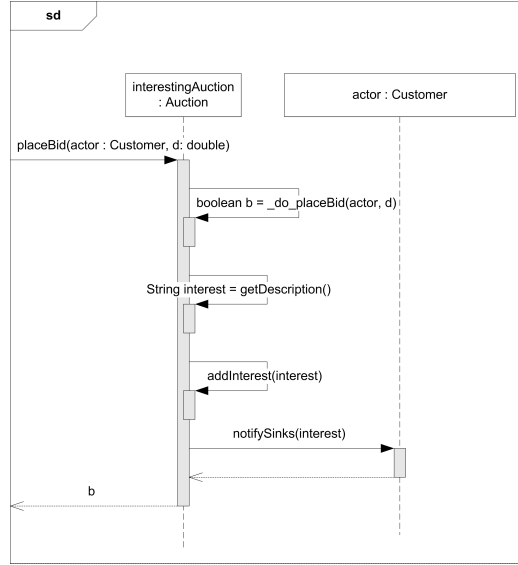 sd
interestingAuction
: Auction
actor : Customer
placeBid(actor : Customer, d: double)
boolean b = _do_placeBid(actor, d)
String interest = getDescription()
addInterest(interest)
notifySinks(interest)
b